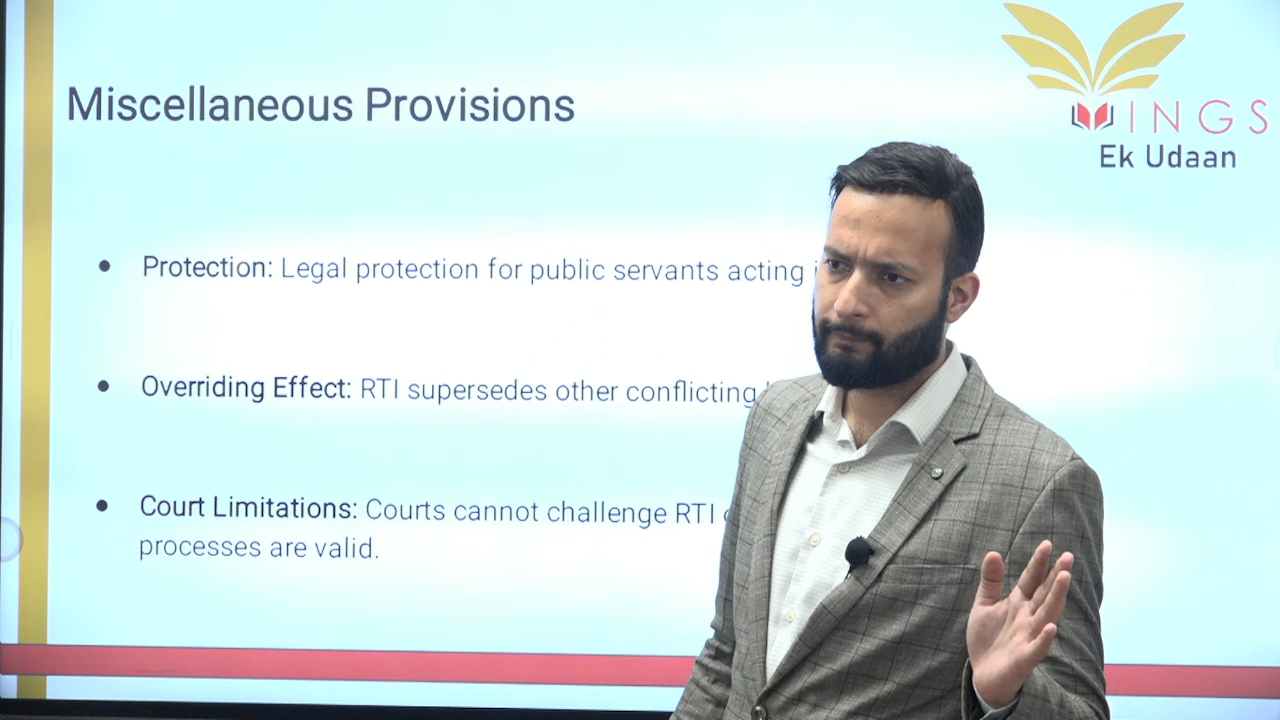 WINGS
Ek Udaan
Miscellaneous Provisions
Protection: Legal protection for public servants acting
Overriding Effect: RTI supersedes other conflicting
Court Limitations: Courts cannot challenge RTI
processes are valid.